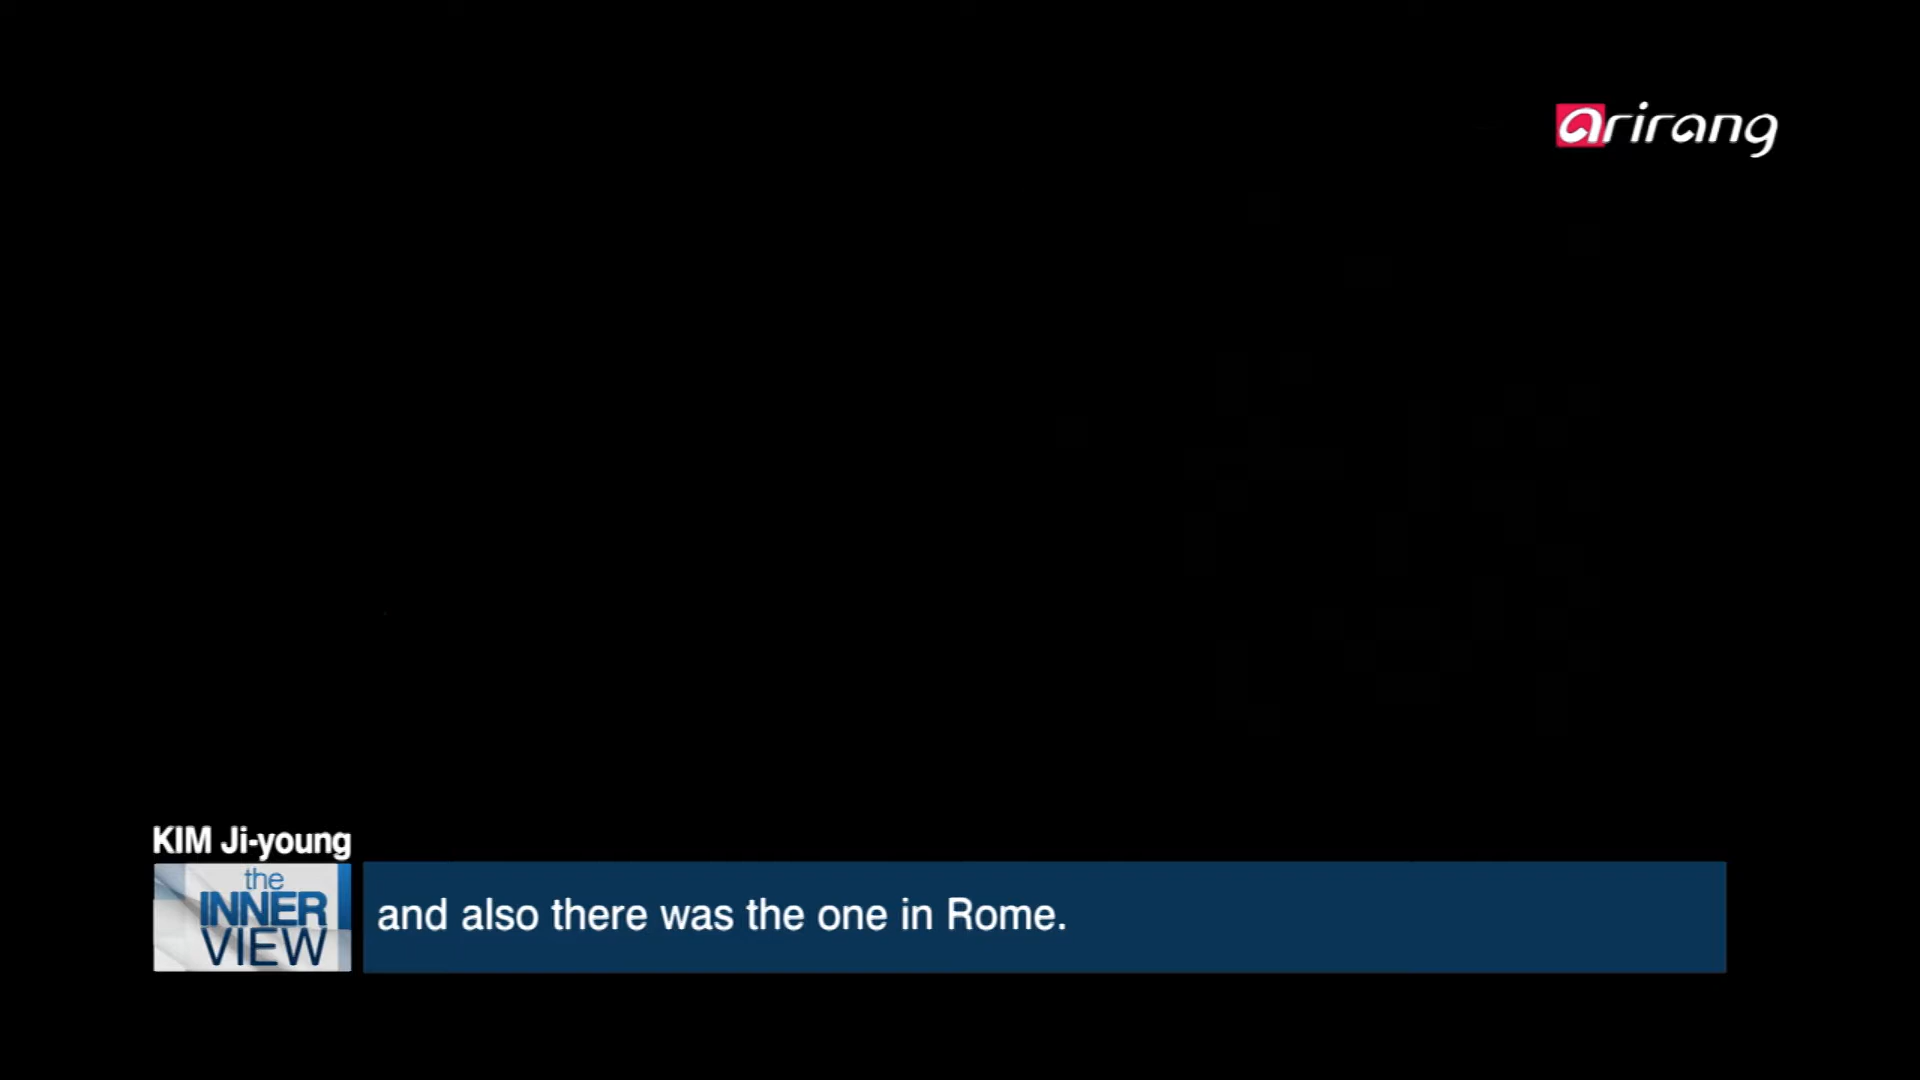 arirang
KIM Ji-young
the
INNER
VIEW
and also there was the one in Rome.